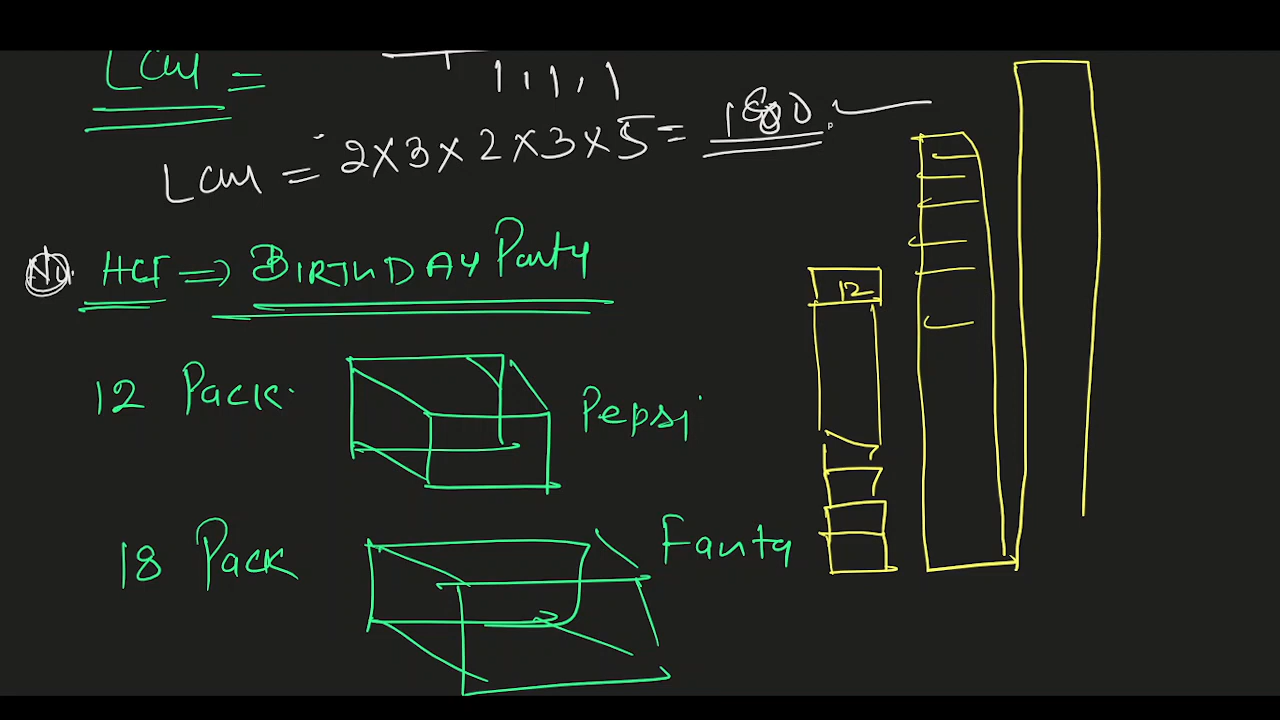 LCM =
1, 1, 1
LCM = 2×3×2×3×5 = 180
HCF => BIRTHDAY Party
12
12 Pack. Pepsi
18 Pack Fanta